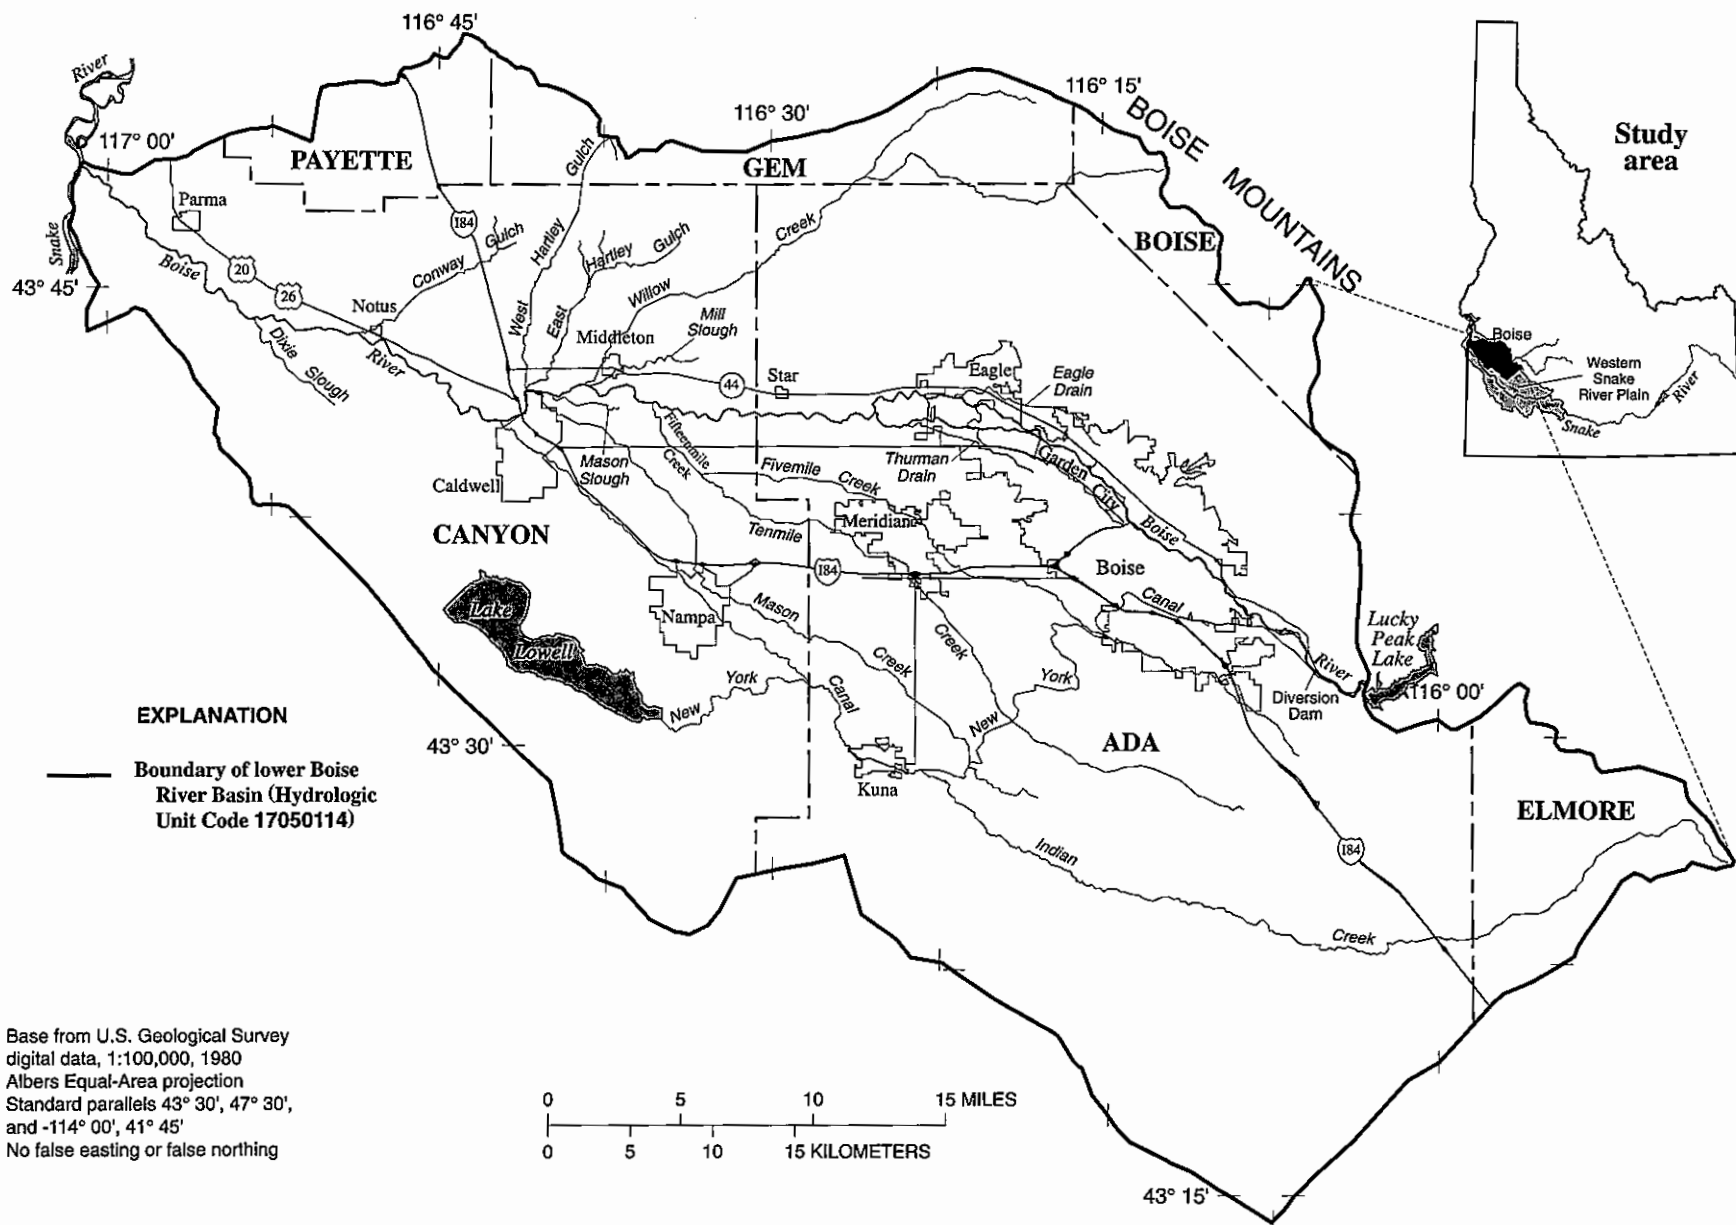 116° 45'
River
117° 00'
116° 30'
116° 15'
BOISE MOUNTAINS
Study
area
PAYETTE
Gulch
GEM
Parma
Snake
I84
Gulch
Hartley
Hartley
Gulch
Creek
BOISE
Boise
20
Conway
43° 45'
26
Willow
Notus
West
East
Mill
Slough
Middleton
Dixie
Slough
River
44
Star
Eagle
Eagle
Drain
Boise
Western
Snake
River Plain
River
Snake
Fifteenmile
Creek
Mason
Slough
Fivemile
Creek
Thurman
Drain
Garden
City
Caldwell
CANYON
Tenmile
Meridian
Boise
I84
Boise
Canal
Lake
Lowell
Nampa
Mason
Creek
Creek
Lucky
Peak
Lake
River
York
York
116° 00'
Diversion
Dam
New
Canal
New
EXPLANATION
43° 30'
ADA
Boundary of lower Boise
River Basin (Hydrologic
Unit Code 17050114)
Kuna
ELMORE
Indian
I84
Creek
Base from U.S. Geological Survey
digital data, 1:100,000, 1980
Albers Equal-Area projection
Standard parallels 43° 30', 47° 30',
and -114° 00', 41° 45'
No false easting or false northing
0 5 10 15 MILES
0 5 10 15 KILOMETERS
43° 15'